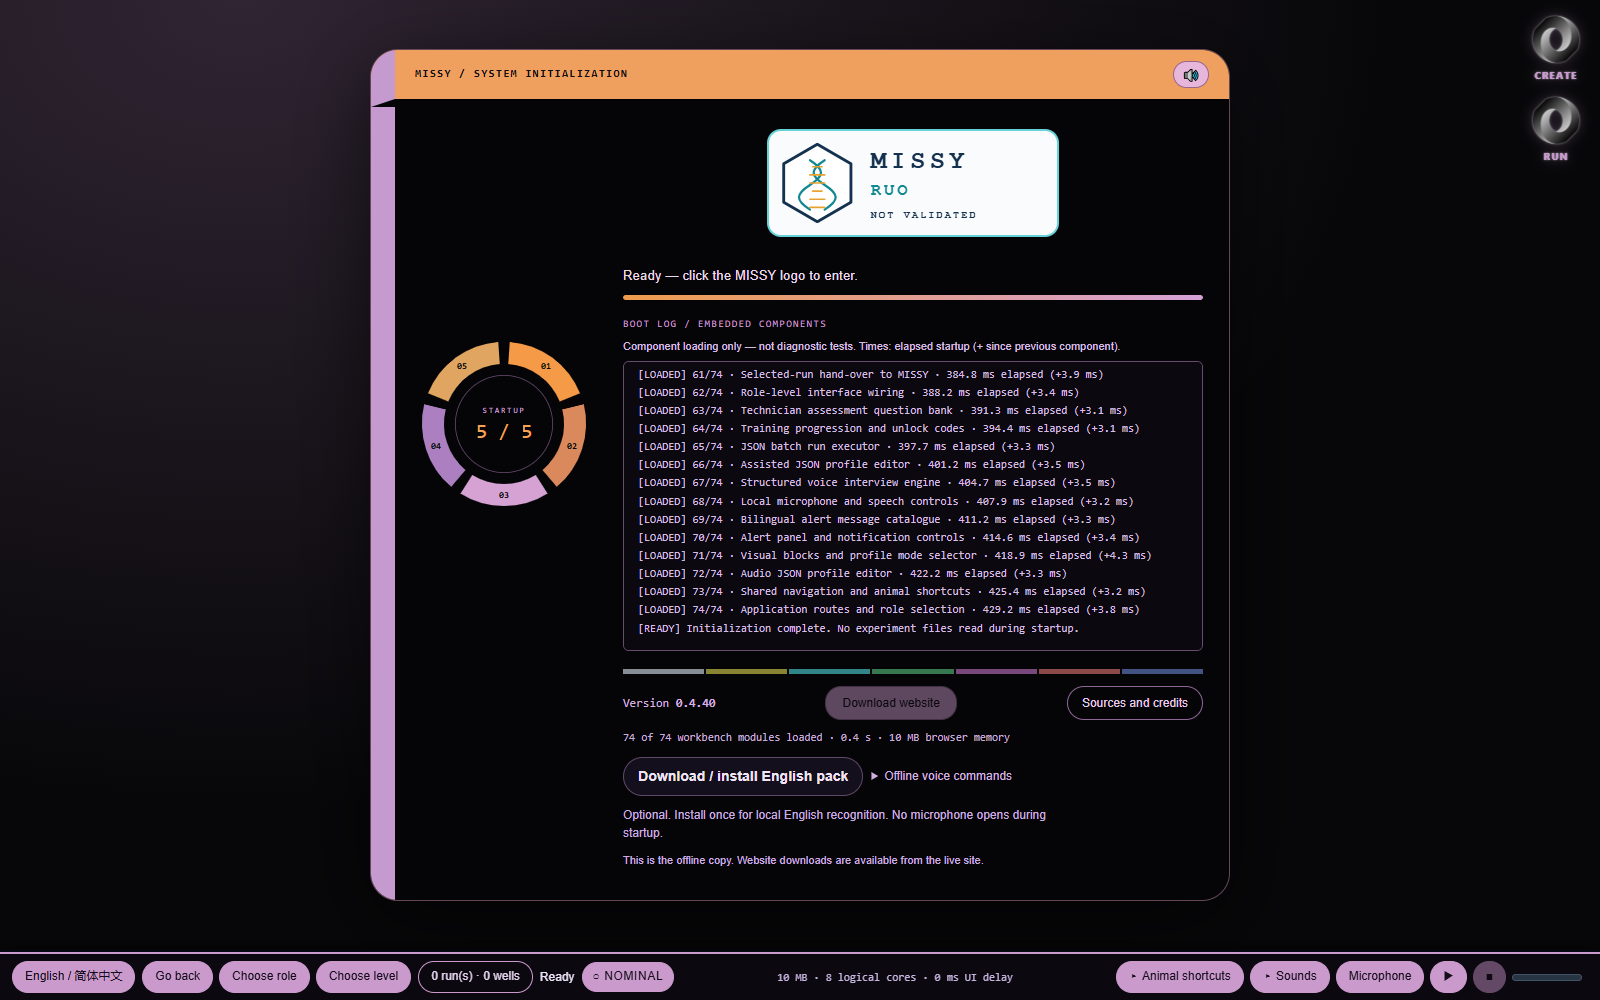 MISSY / SYSTEM INITIALIZATION
CREATE
RUN
MISSY
RUO
NOT VALIDATED
Ready — click the MISSY logo to enter.
BOOT LOG / EMBEDDED COMPONENTS
Component loading only — not diagnostic tests. Times: elapsed startup (+ since previous component).
[LOADED] 61/74 · Selected-run hand-over to MISSY · 384.8 ms elapsed (+3.9 ms)
[LOADED] 62/74 · Role-level interface wiring · 388.2 ms elapsed (+3.4 ms)
[LOADED] 63/74 · Technician assessment question bank · 391.3 ms elapsed (+3.1 ms)
[LOADED] 64/74 · Training progression and unlock codes · 394.4 ms elapsed (+3.1 ms)
[LOADED] 65/74 · JSON batch run executor · 397.7 ms elapsed (+3.3 ms)
[LOADED] 66/74 · Assisted JSON profile editor · 401.2 ms elapsed (+3.5 ms)
[LOADED] 67/74 · Structured voice interview engine · 404.7 ms elapsed (+3.5 ms)
[LOADED] 68/74 · Local microphone and speech controls · 407.9 ms elapsed (+3.2 ms)
[LOADED] 69/74 · Bilingual alert message catalogue · 411.2 ms elapsed (+3.3 ms)
[LOADED] 70/74 · Alert panel and notification controls · 414.6 ms elapsed (+3.4 ms)
[LOADED] 71/74 · Visual blocks and profile mode selector · 418.9 ms elapsed (+4.3 ms)
[LOADED] 72/74 · Audio JSON profile editor · 422.2 ms elapsed (+3.3 ms)
[LOADED] 73/74 · Shared navigation and animal shortcuts · 425.4 ms elapsed (+3.2 ms)
[LOADED] 74/74 · Application routes and role selection · 429.2 ms elapsed (+3.8 ms)
[READY] Initialization complete. No experiment files read during startup.
05
01
STARTUP
5 / 5
04
02
03
Version 0.4.40
Download website
Sources and credits
74 of 74 workbench modules loaded · 0.4 s · 10 MB browser memory
Download / install English pack
Offline voice commands
Optional. Install once for local English recognition. No microphone opens during
startup.
This is the offline copy. Website downloads are available from the live site.
English / 简体中文
Go back
Choose role
Choose level
0 run(s) · 0 wells
Ready
○ NOMINAL
10 MB · 8 logical cores · 0 ms UI delay
Animal shortcuts
Sounds
Microphone